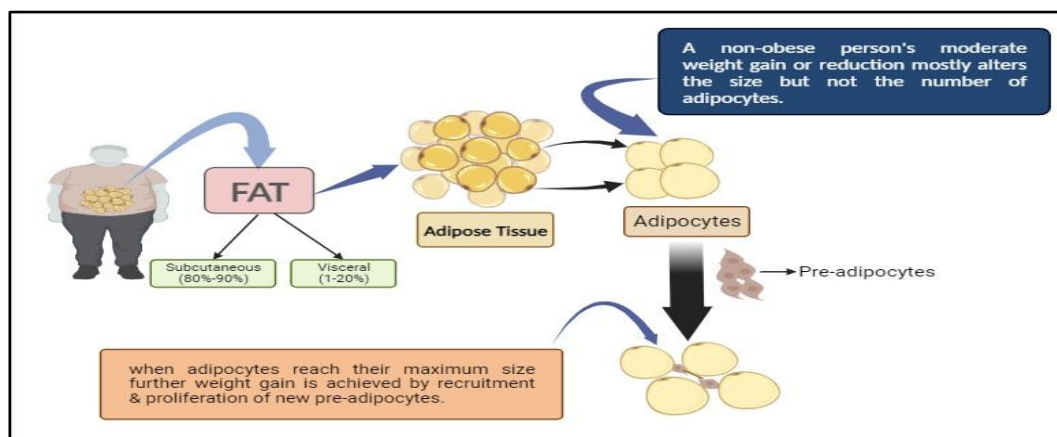 A non-obese person's moderate
weight gain or reduction mostly alters
the size but not the number of
adipocytes.
FAT
Subcutaneous
(80%-90%)
Visceral
(1-20%)
Adipose Tissue
Adipocytes
Pre-adipocytes
when adipocytes reach their maximum size
further weight gain is achieved by recruitment
& proliferation of new pre-adipocytes.